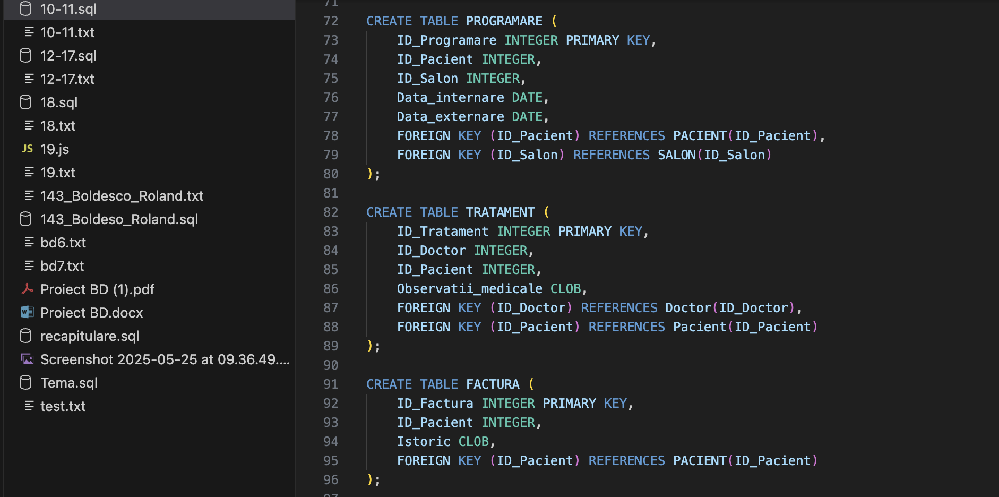 10-11.sql
10-11.txt
12-17.sql
12-17.txt
18.sql
18.txt
JS 19.js
19.txt
143_Boldesco_Roland.txt
143_Boldeso_Roland.sql
bd6.txt
bd7.txt
Proiect BD (1).pdf
W Proiect BD.docx
recapitulare.sql
Screenshot 2025-05-25 at 09.36.49....
Tema.sql
test.txt
71
72 CREATE TABLE PROGRAMARE (
73 ID_Programare INTEGER PRIMARY KEY,
74 ID_Pacient INTEGER,
75 ID_Salon INTEGER,
76 Data_internare DATE,
77 Data_externare DATE,
78 FOREIGN KEY (ID_Pacient) REFERENCES PACIENT(ID_Pacient),
79 FOREIGN KEY (ID_Salon) REFERENCES SALON(ID_Salon)
80 );
81
82 CREATE TABLE TRATAMENT (
83 ID_Tratament INTEGER PRIMARY KEY,
84 ID_Doctor INTEGER,
85 ID_Pacient INTEGER,
86 Observatii_medicale CLOB,
87 FOREIGN KEY (ID_Doctor) REFERENCES Doctor(ID_Doctor),
88 FOREIGN KEY (ID_Pacient) REFERENCES Pacient(ID_Pacient)
89 );
90
91 CREATE TABLE FACTURA (
92 ID_Factura INTEGER PRIMARY KEY,
93 ID_Pacient INTEGER,
94 Istoric CLOB,
95 FOREIGN KEY (ID_Pacient) REFERENCES PACIENT(ID_Pacient)
96 );
97